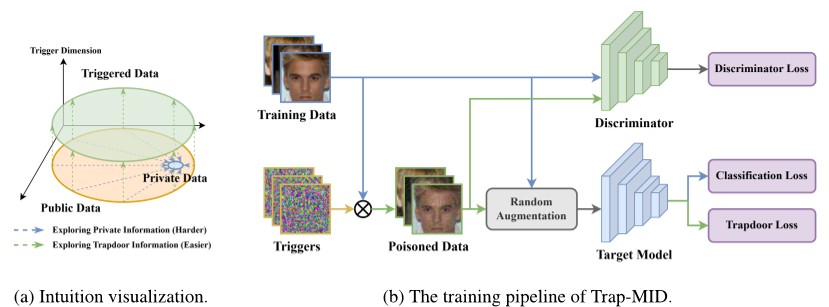 Trigger Dimension
Triggered Data
Private Data
Public Data
Exploring Private Information (Harder)
Exploring Trapdoor Information (Easier)
(a) Intuition visualization.
Training Data
Triggers
Poisoned Data
Random
Augmentation
Discriminator
Target Model
Discriminator Loss
Classification Loss
Trapdoor Loss
(b) The training pipeline of Trap-MID.